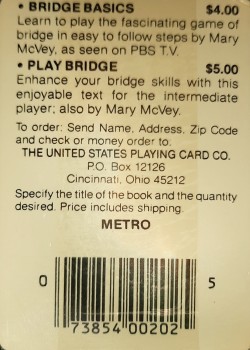 • BRIDGE BASICS $4.00
Learn to play the fascinating game of
bridge in easy to follow steps by Mary
McVey, as seen on PBS T.V.
• PLAY BRIDGE $5.00
Enhance your bridge skills with this
enjoyable text for the intermediate
player; also by Mary McVey.
To order: Send Name, Address, Zip Code
and check or money order to.
THE UNITED STATES PLAYING CARD CO.
P.O. Box 12126
Cincinnati, Ohio 45212
Specify the title of the book and the quantity
desired. Price includes shipping.
METRO
0 5
73854 00202